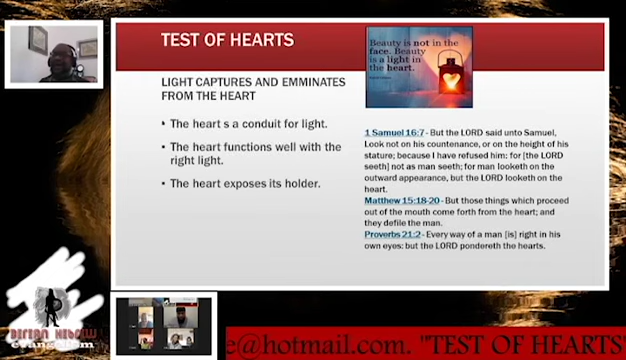 TEST OF HEARTS
Beauty is not in the
face. Beauty
is a light
in the
heart.
LIGHT CAPTURES AND EMMINATES
FROM THE HEART
The heart s a conduit for light.
The heart functions well with the
right light.
The heart exposes its holder.
1 Samuel 16:7 - But the LORD said unto Samuel,
Look not on his countenance, or on the height of his
stature; because I have refused him: for [the LORD
seeth] not as man seeth; for man looketh on the
outward appearance, but the LORD looketh on the
heart.
Matthew 15:18-20 - But those things which proceed
out of the mouth come forth from the heart; and
they defile the man.
Proverbs 21:2 - Every way of a man [is] right in his
own eyes: but the LORD pondereth the hearts.
evangelism
e@hotmail.com. "TEST OF HEARTS"